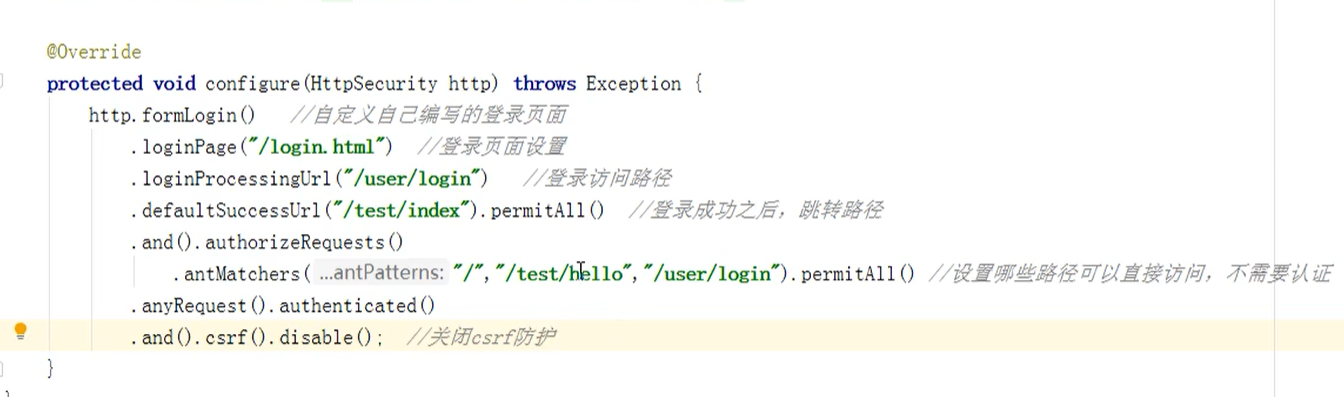 @Override
protected void configure(HttpSecurity http) throws Exception {
http.formLogin()   //自定义自己编写的登录页面
.loginPage("/login.html")  //登录页面设置
.loginProcessingUrl("/user/login")   //登录访问路径
.defaultSuccessUrl("/test/index").permitAll()  //登录成功之后，跳转路径
.and().authorizeRequests()
.antMatchers( ...antPatterns: "/","/test/hello","/user/login").permitAll() //设置哪些路径可以直接访问，不需要认证
.anyRequest().authenticated()
.and().csrf().disable();  //关闭csrf防护
}